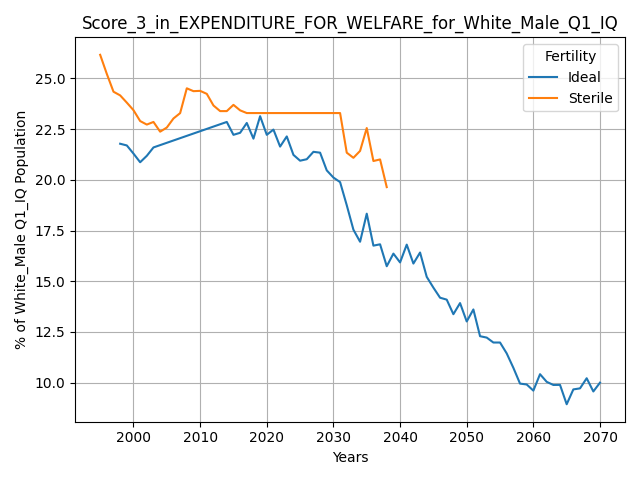 Score_3_in_EXPENDITURE_FOR_WELFARE_for_White_Male_Q1_IQ
Fertility
Ideal
Sterile
% of White_Male Q1_IQ Population
25.0
22.5
20.0
17.5
15.0
12.5
10.0
2000
2010
2020
2030
2040
2050
2060
2070
Years